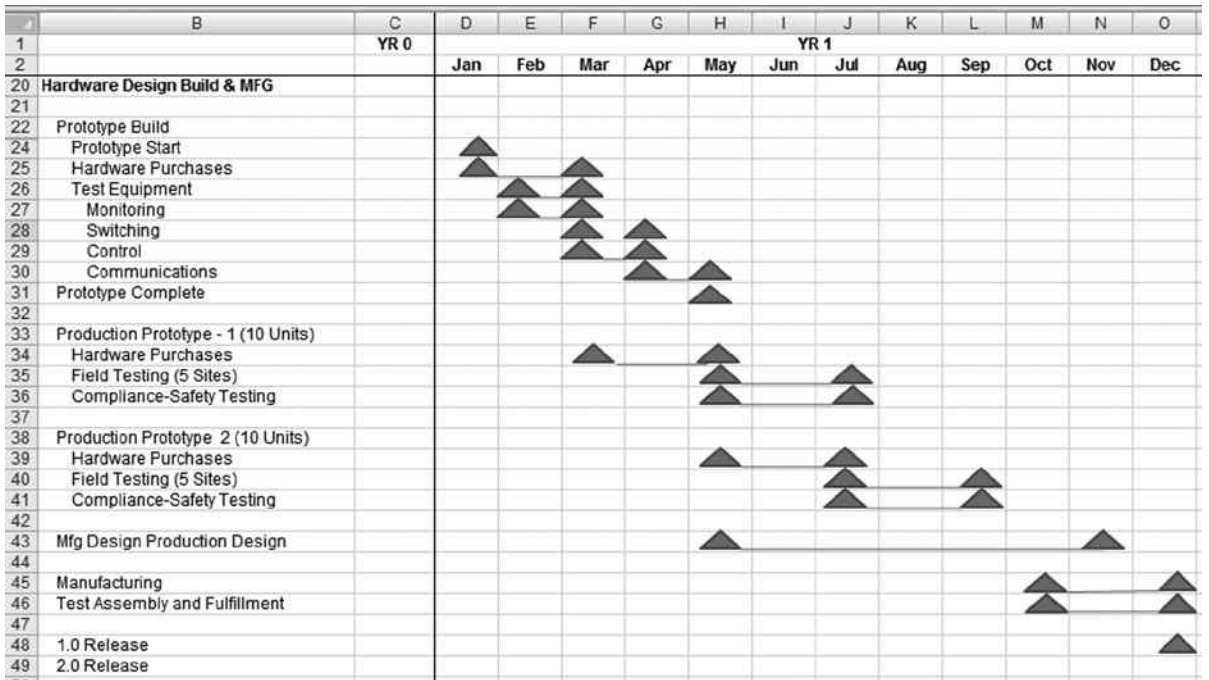 B C D E F G H I J K L M N O
1 YR 0 YR 1
2 Jan Feb Mar Apr May Jun Jul Aug Sep Oct Nov Dec
20 Hardware Design Build & MFG
21
22 Prototype Build
24 Prototype Start
25 Hardware Purchases
26 Test Equipment
27 Monitoring
28 Switching
29 Control
30 Communications
31 Prototype Complete
32
33 Production Prototype - 1 (10 Units)
34 Hardware Purchases
35 Field Testing (5 Sites)
36 Compliance-Safety Testing
37
38 Production Prototype 2 (10 Units)
39 Hardware Purchases
40 Field Testing (5 Sites)
41 Compliance-Safety Testing
42
43 Mfg Design Production Design
44
45 Manufacturing
46 Test Assembly and Fulfillment
47
48 1.0 Release
49 2.0 Release